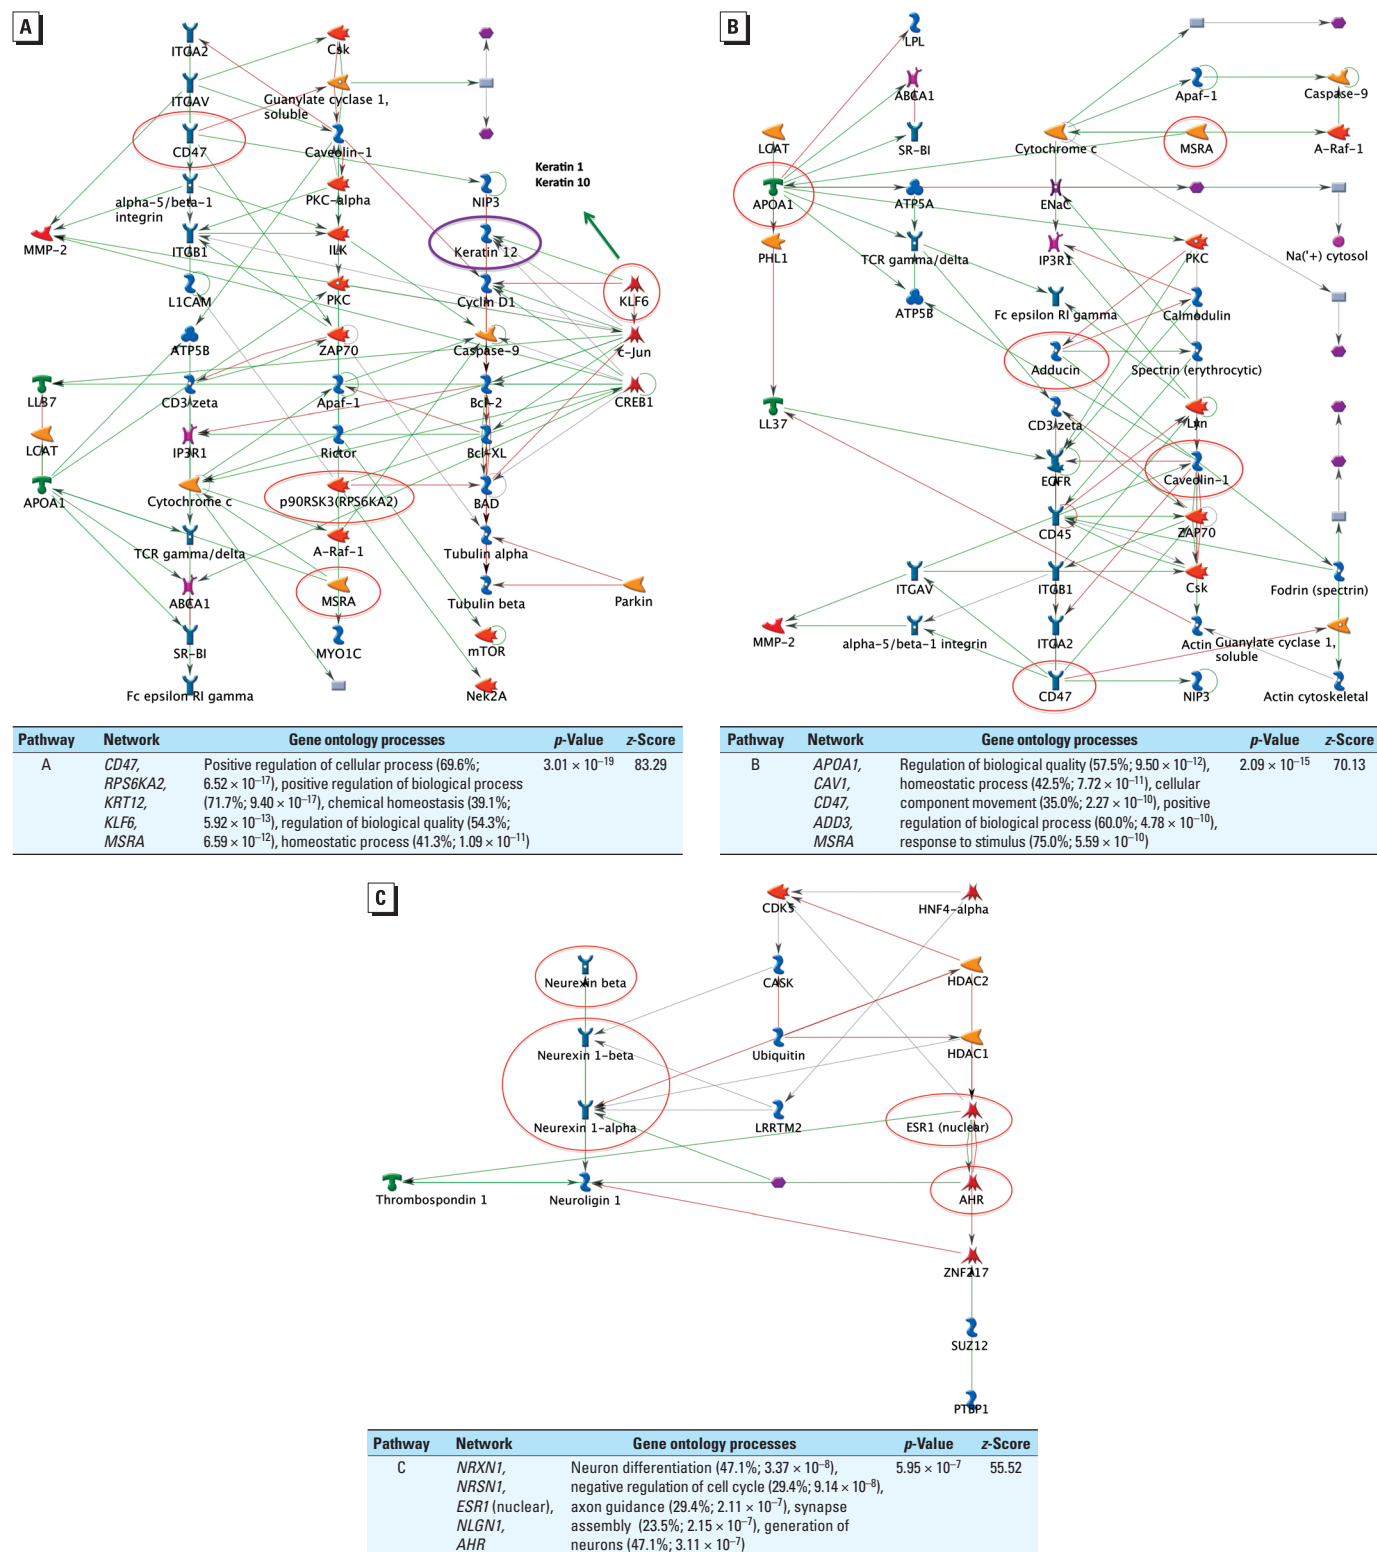 A
ITGA2
Csk
ITGAV
Guanylate cyclase 1,
soluble
CD47
Caveolin-1
Keratin 1
Keratin 10
alpha-5/beta-1
integrin
PKC-alpha
NIP3
MMP-2
ITGB1
ILK
Keratin 12
L1CAM
PKC
Cyclin D1
KLF6
ATP5B
ZAP70
Caspase-9
c-Jun
LL37
CD3 zeta
Apaf-1
Bcl-2
CREB1
LCAT
IP3R1
Rictor
Bcl-XL
APOA1
Cytochrome c
p90RSK3(RPS6KA2)
BAD
TCR gamma/delta
A-Raf-1
Tubulin alpha
ABCA1
MSRA
Tubulin beta
Parkin
SR-BI
MYO1C
mTOR
Fc epsilon RI gamma
Nek2A
Pathway Network Gene ontology processes p-Value z-Score
A CD47, Positive regulation of cellular process (69.6%; 3.01 × 10–19 83.29
RPS6KA2, 6.52 × 10–17), positive regulation of biological process
KRT12, (71.7%; 9.40 × 10–17), chemical homeostasis (39.1%;
KLF6, 5.92 × 10–13), regulation of biological quality (54.3%;
MSRA 6.59 × 10–12), homeostatic process (41.3%; 1.09 × 10–11)
B
LPL
ABCA1
Apaf-1
Caspase-9
LCAT
SR-BI
Cytochrome c
MSRA
A-Raf-1
APOA1
ATP5A
ENaC
PHL1
TCR gamma/delta
IP3R1
PKC
Na('+) cytosol
ATP5B
Fc epsilon RI gamma
Calmodulin
Adducin
Spectrin (erythrocytic)
LL37
CD3 zeta
Lyn
EGFR
Caveolin-1
CD45
ZAP70
ITGAV
ITGB1
Csk
Fodrin (spectrin)
MMP-2
alpha-5/beta-1 integrin
ITGA2
Actin
Guanylate cyclase 1,
soluble
CD47
NIP3
Actin cytoskeletal
Pathway Network Gene ontology processes p-Value z-Score
B APOA1, Regulation of biological quality (57.5%; 9.50 × 10–12), 2.09 × 10–15 70.13
CAV1, homeostatic process (42.5%; 7.72 × 10–11), cellular
CD47, component movement (35.0%; 2.27 × 10–10), positive
ADD3, regulation of biological process (60.0%; 4.78 × 10–10),
MSRA response to stimulus (75.0%; 5.59 × 10–10)
C
CDK5
HNF4-alpha
Neurexin beta
CASK
HDAC2
Neurexin 1-beta
Ubiquitin
HDAC1
Neurexin 1-alpha
LRRTM2
ESR1 (nuclear)
Thrombospondin 1
Neuroligin 1
AHR
ZNF217
SUZ12
PTBP1
Pathway Network Gene ontology processes p-Value z-Score
C NRXN1, Neuron differentiation (47.1%; 3.37 × 10–8), 5.95 × 10–7 55.52
NRSN1, negative regulation of cell cycle (29.4%; 9.14 × 10–8),
ESR1 (nuclear), axon guidance (29.4%; 2.11 × 10–7), synapse
NLGN1, assembly (23.5%; 2.15 × 10–7), generation of
AHR neurons (47.1%; 3.11 × 10–7)